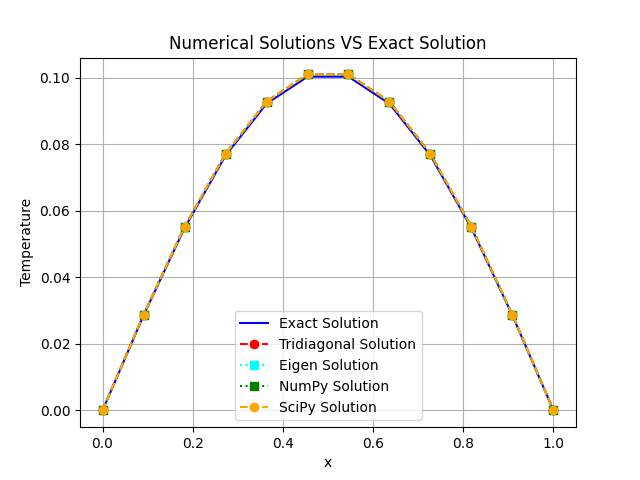 Numerical Solutions VS Exact Solution
0.10
0.08
0.06
0.04
0.02
0.00
Temperature
Exact Solution
Tridiagonal Solution
Eigen Solution
NumPy Solution
SciPy Solution
0.0 0.2 0.4 0.6 0.8 1.0
x